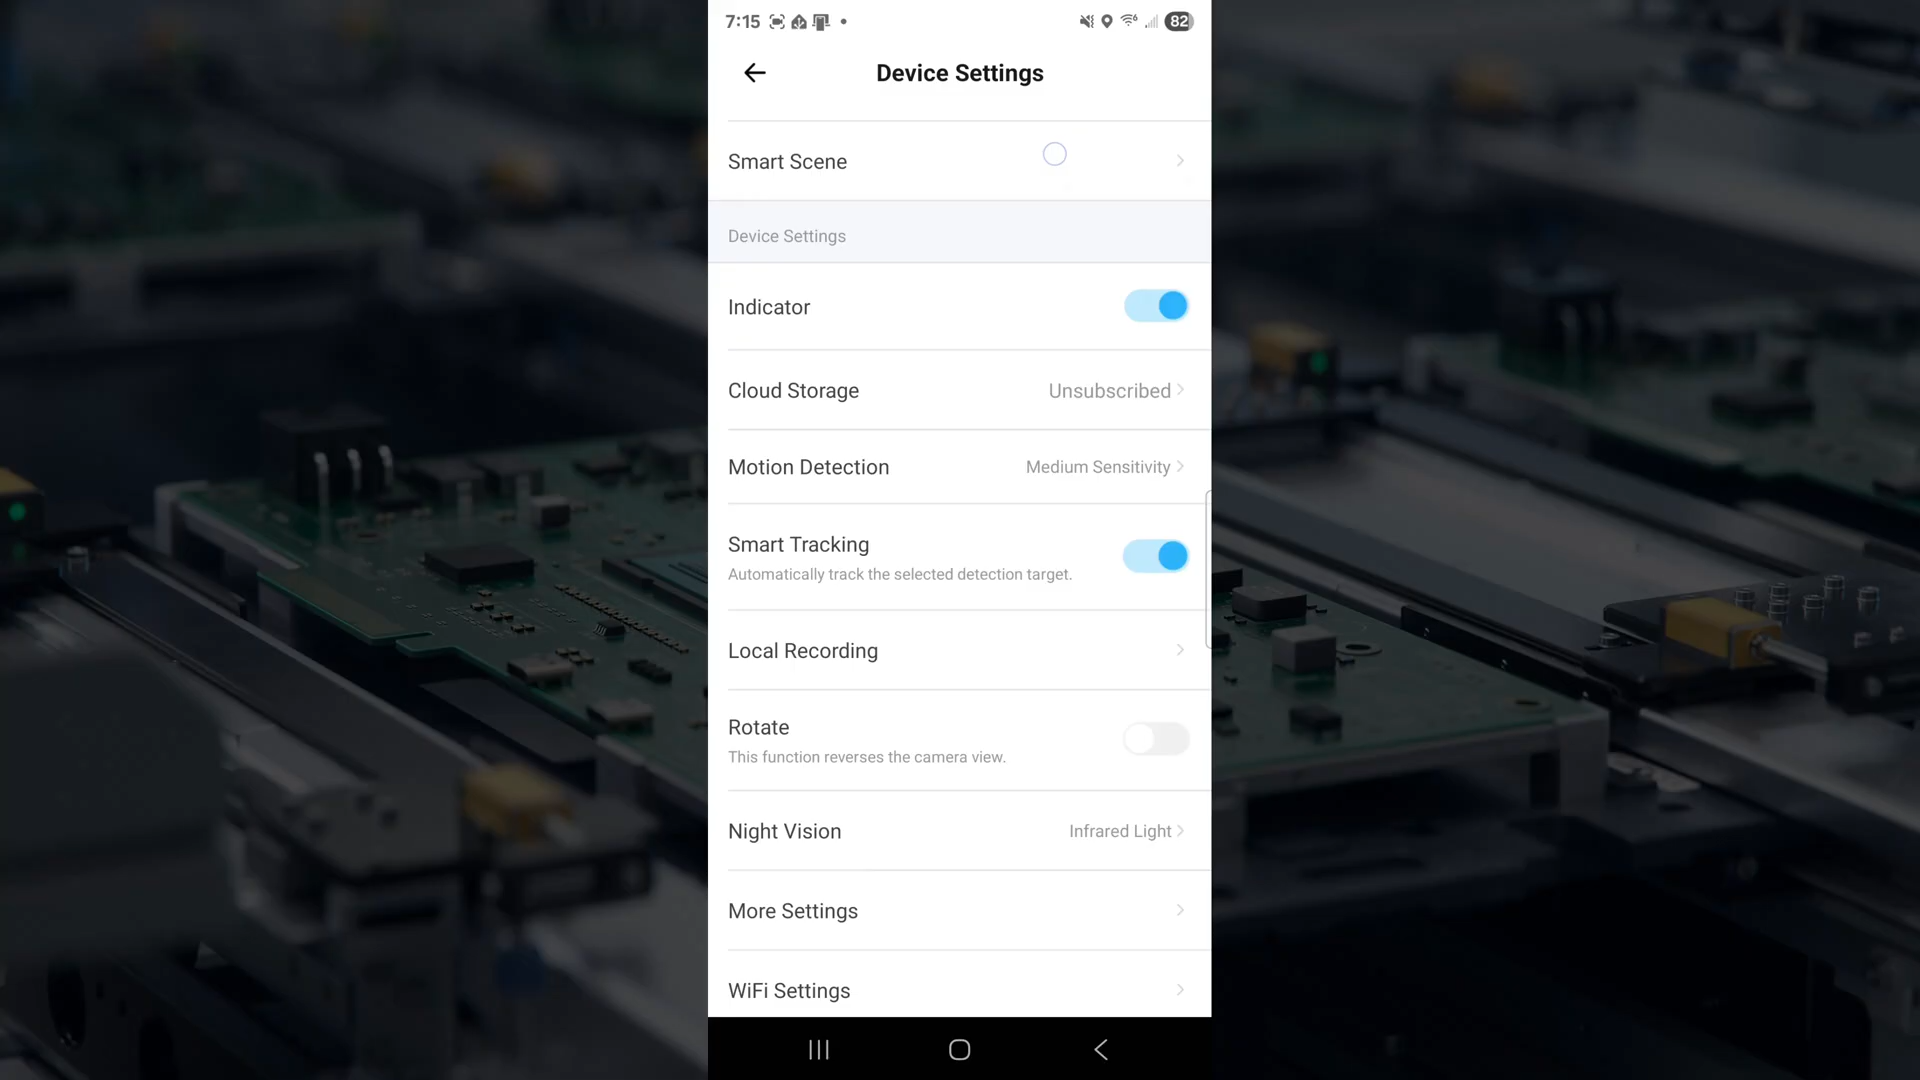 7:15
82
Device Settings
Smart Scene
Device Settings
Indicator
Cloud Storage
Unsubscribed
Motion Detection
Medium Sensitivity
Smart Tracking
Automatically track the selected detection target.
Local Recording
Rotate
This function reverses the camera view.
Night Vision
Infrared Light
More Settings
WiFi Settings